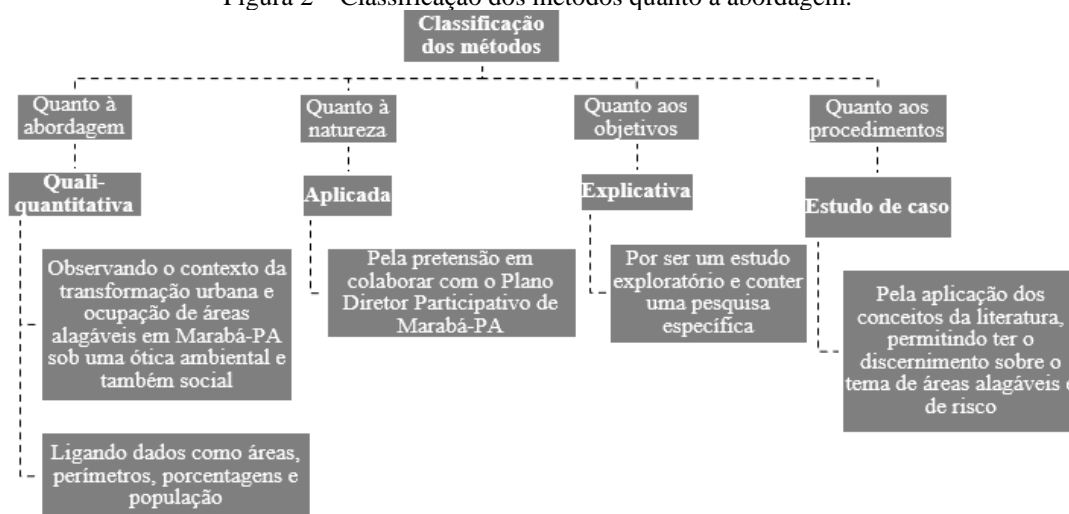 Figura 2 – Classificação dos métodos quanto a abordagem.
Classificação
dos métodos
Quanto à
abordagem
Quali-
quantitativa
Observando o contexto da
transformação urbana e
ocupação de áreas
alagáveis em Marabá-PA
sob uma ótica ambiental e
também social
Ligando dados como áreas,
perímetros, porcentagens e
população
Quanto à
natureza
Aplicada
Pela pretensão em
colaborar com o Plano
Diretor Participativo de
Marabá-PA
Quanto aos
objetivos
Explicativa
Por ser um estudo
exploratório e conter
uma pesquisa
específica
Quanto aos
procedimentos
Estudo de caso
Pela aplicação dos
conceitos da literatura,
permitindo ter o
discernimento sobre o
tema de áreas alagáveis e
de risco